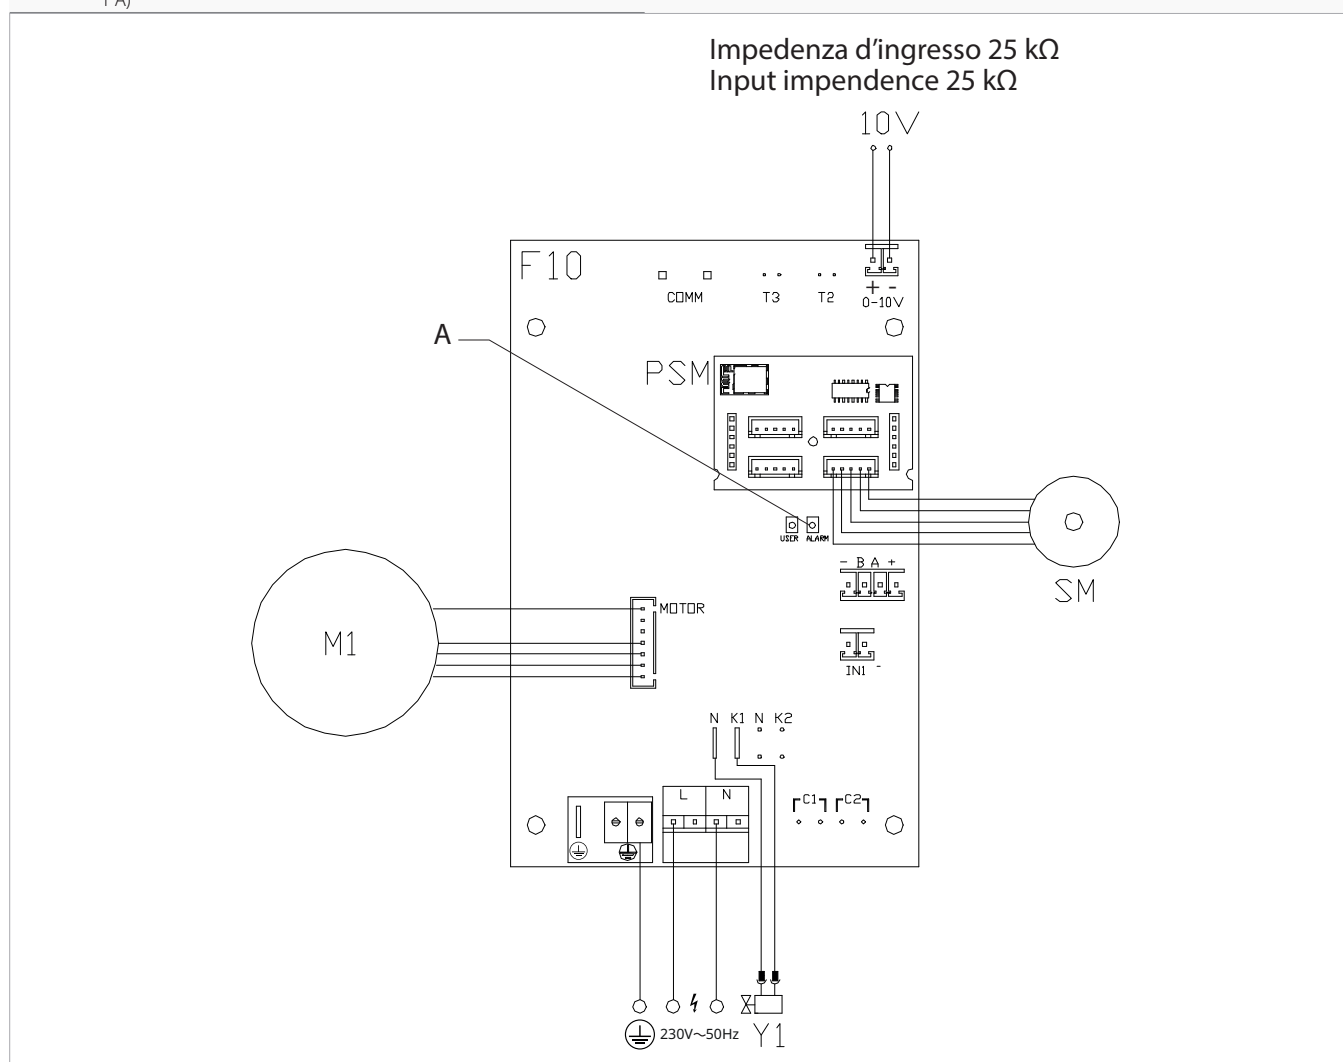 1 A)
Impedenza d'ingresso 25 kΩ
Input impendence 25 kΩ
10V
F10
COMM
T3
T2
+ -
0-10V
A
PSM
USER
ALARM
- B A +
SM
MOTOR
M1
IN1 -
N K1 N K2
L N
C1 C2
230V~50Hz
Y1